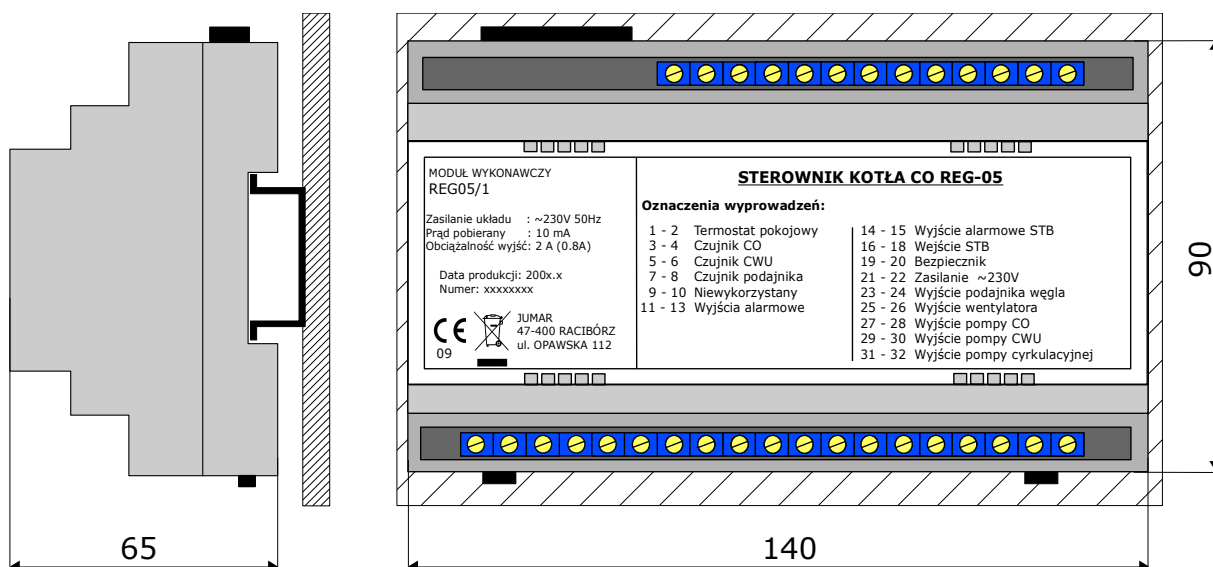 MODUŁ WYKONAWCZY
REG05/1
Zasilanie układu : ~230V 50Hz
Prąd pobierany : 10 mA
Obciążalność wyjść: 2 A (0.8A)
Data produkcji: 200x.x
Numer: xxxxxxxx
CE
09
JUMAR
47-400 RACIBÓRZ
ul. OPAWSKA 112
STEROWNIK KOTŁA CO REG-05
Oznaczenia wyprowadzeń:
1 - 2 Termostat pokojowy
3 - 4 Czujnik CO
5 - 6 Czujnik CWU
7 - 8 Czujnik podajnika
9 - 10 Niewykorzystany
11 - 13 Wyjścia alarmowe
14 - 15 Wyjście alarmowe STB
16 - 18 Wejście STB
19 - 20 Bezpiecznik
21 - 22 Zasilanie ~230V
23 - 24 Wyjście podajnika węgla
25 - 26 Wyjście wentylatora
27 - 28 Wyjście pompy CO
29 - 30 Wyjście pompy CWU
31 - 32 Wyjście pompy cyrkulacyjnej
90
65
140